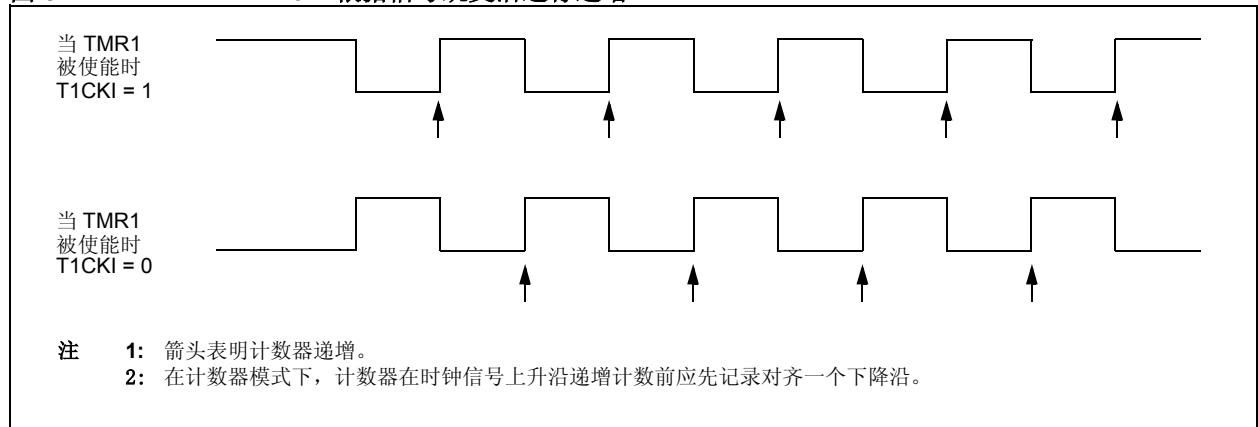 当 TMR1
被使能时
T1CKI = 1
当 TMR1
被使能时
T1CKI = 0
注 1: 箭头表明计数器递增。
2: 在计数器模式下，计数器在时钟信号上升沿递增计数前应先记录对齐一个下降沿。